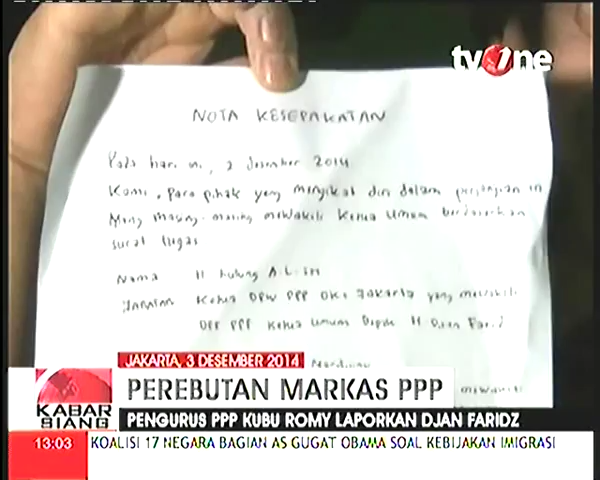 tvOne
NOTA KESEPAKATAN
Pada hari ini, 2 desember 2014
Kami, Para pihak yang mengikat diri dalam perjanjian ini
Masing-masing mewakili Ketua Umum berdasarkan
surat tugas
Nama H Lulung A.L.SH
Jabatan Ketua DPW PPP DKI Jakarta yang mewakili
DPP PPP Ketua Umum Bapak H Djan Faridz
JAKARTA, 3 DESEMBER 2014
mewakili
PEREBUTAN MARKAS PPP
KABAR
SIANG
PENGURUS PPP KUBU ROMY LAPORKAN DJAN FARIDZ
13:03 KOALISI 17 NEGARA BAGIAN AS GUGAT OBAMA SOAL KEBIJAKAN IMIGRASI